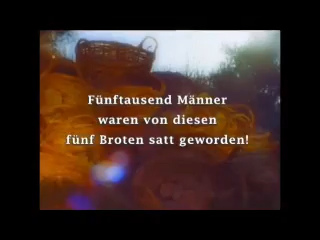 Fünftausend Männer
waren von diesen
fünf Broten satt geworden!